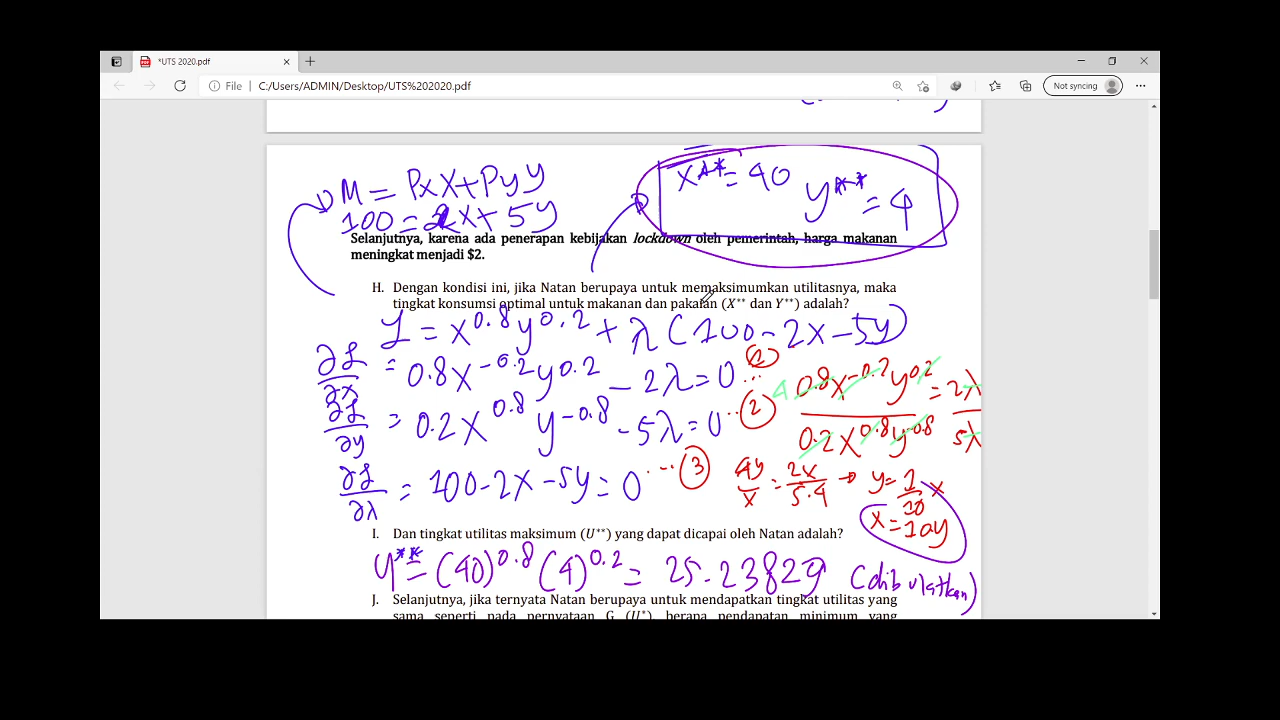 *UTS 2020.pdf
File | C:/Users/ADMIN/Desktop/UTS%202020.pdf
Not syncing
M = PxX + Pyy
100 = 2X + 5y
X** = 40 y** = 4
Selanjutnya, karena ada penerapan kebijakan lockdown oleh pemerintah, harga makanan
meningkat menjadi $2.
H. Dengan kondisi ini, jika Natan berupaya untuk memaksimumkan utilitasnya, maka
tingkat konsumsi optimal untuk makanan dan pakaian (X** dan Y**) adalah?
ℒ = X^0.8 y^0.2 + λ (100 - 2X - 5y)
∂ℒ/∂x = 0.8X^-0.2 y^0.2 - 2λ = 0 ...
∂ℒ/∂y = 0.2X^0.8 y^-0.8 - 5λ = 0 ... (2)
∂ℒ/∂λ = 100 - 2X - 5y = 0 ... (3)
4 0.8X^-0.2 y^0.2 / 0.2X^0.8 y^-0.8 = 2λ / 5λ
4y/x = 2x/5.4 → y = 1/10 x
x = 10y
I. Dan tingkat utilitas maksimum (U**) yang dapat dicapai oleh Natan adalah?
U** = (40)^0.8 (4)^0.2 = 25.23829 (dibulatkan)
J. Selanjutnya, jika ternyata Natan berupaya untuk mendapatkan tingkat utilitas yang
sama seperti pada pernyataan G (U*), berapa pendapatan minimum yang